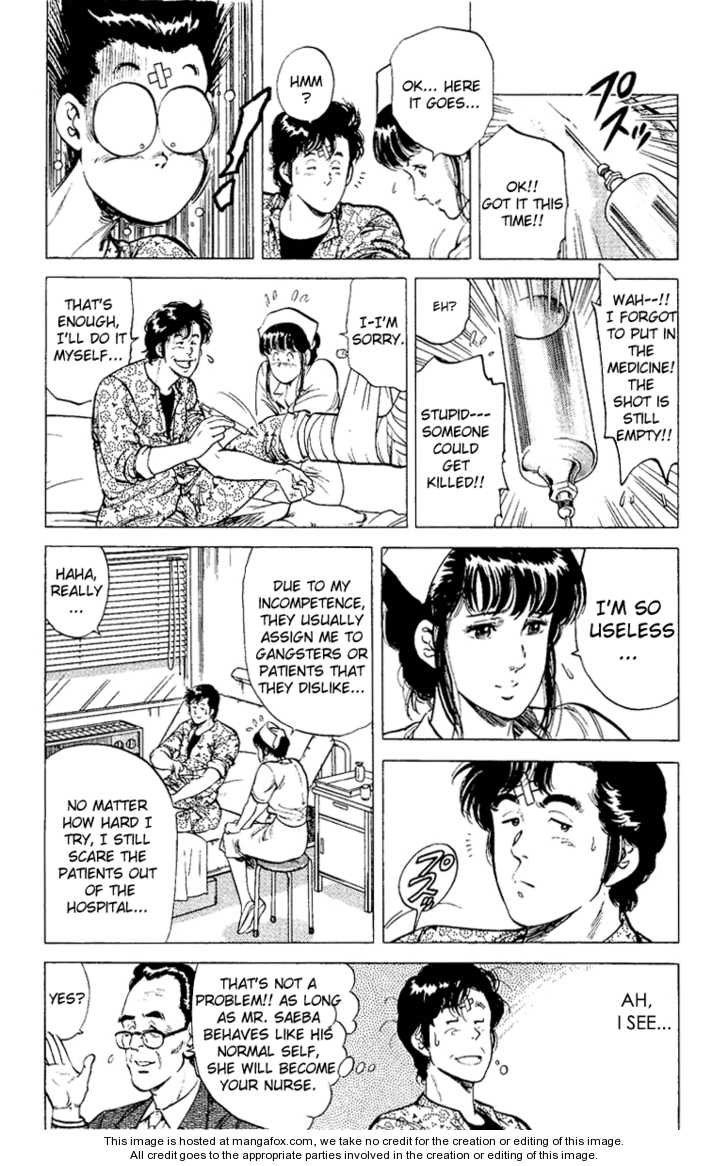 プスッ
OK!!
GOT IT THIS
TIME!!
OK... HERE
IT GOES...
HMM
?
!
WAH--!!
I FORGOT
TO PUT IN
THE
MEDICINE!
THE
SHOT IS
STILL
EMPTY!!
EH?
STUPID---
SOMEONE
COULD
GET
KILLED!!
I-I'M
SORRY.
THAT'S
ENOUGH,
I'LL DO IT
MYSELF...
I'M SO
USELESS
...
DUE TO MY
INCOMPETENCE,
THEY USUALLY
ASSIGN ME TO
GANGSTERS OR
PATIENTS THAT
THEY DISLIKE...
HAHA,
REALLY
...
NO MATTER
HOW HARD I
TRY, I STILL
SCARE THE
PATIENTS OUT
OF THE
HOSPITAL...
プスッ
AH,
I SEE...
THAT'S NOT A
PROBLEM!! AS LONG
AS MR. SAEBA
BEHAVES LIKE HIS
NORMAL SELF,
SHE WILL BECOME
YOUR NURSE.
YES?
This image is hosted at mangafox.com, we take no credit for the creation or editing of this image.
All credit goes to the appropriate parties involved in the creation or editing of this image.